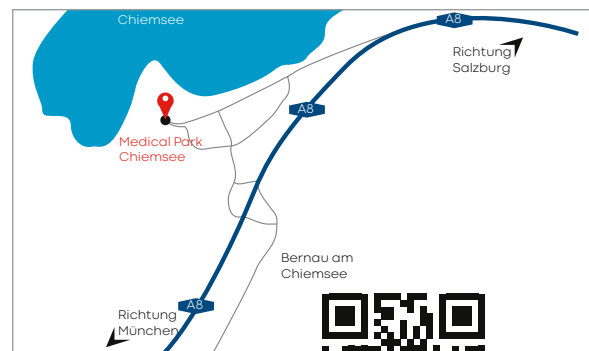 Chiemsee
A8
Richtung
Salzburg
A8
Medical Park
Chiemsee
Bernau am
Chiemsee
A8
Richtung
München